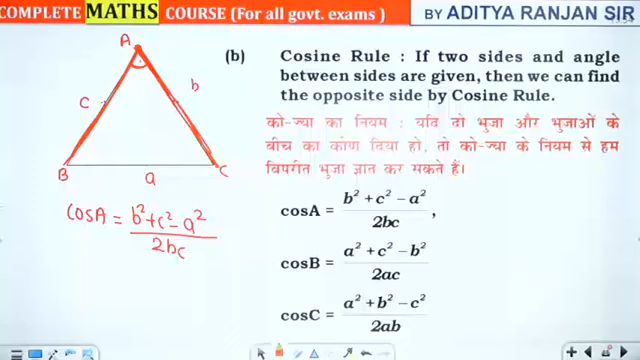 COMPLETE MATHS COURSE (For all govt. exams)
BY ADITYA RANJAN SIR
A
c
b
B
C
a
cosA = b²+c²-a² / 2bc
(b) Cosine Rule : If two sides and angle
between sides are given, then we can find
the opposite side by Cosine Rule.
को-ज्या का नियम : यदि दो भुजा और भुजाओं के
बीच का कोण दिया हो, तो को-ज्या के नियम से हम
विपरीत भुजा ज्ञात कर सकते हैं।
cosA = b² + c² – a² / 2bc ,
cosB = a² + c² – b² / 2ac
cosC = a² + b² – c² / 2ab